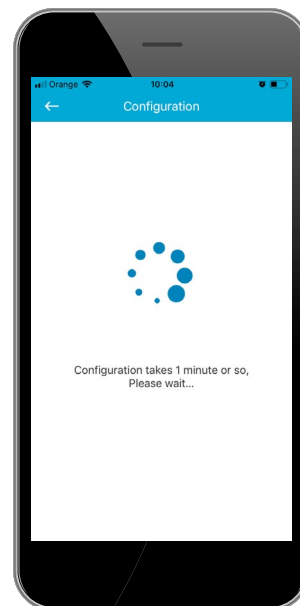 Orange 10:04
Configuration
Configuration takes 1 minute or so,
Please wait...